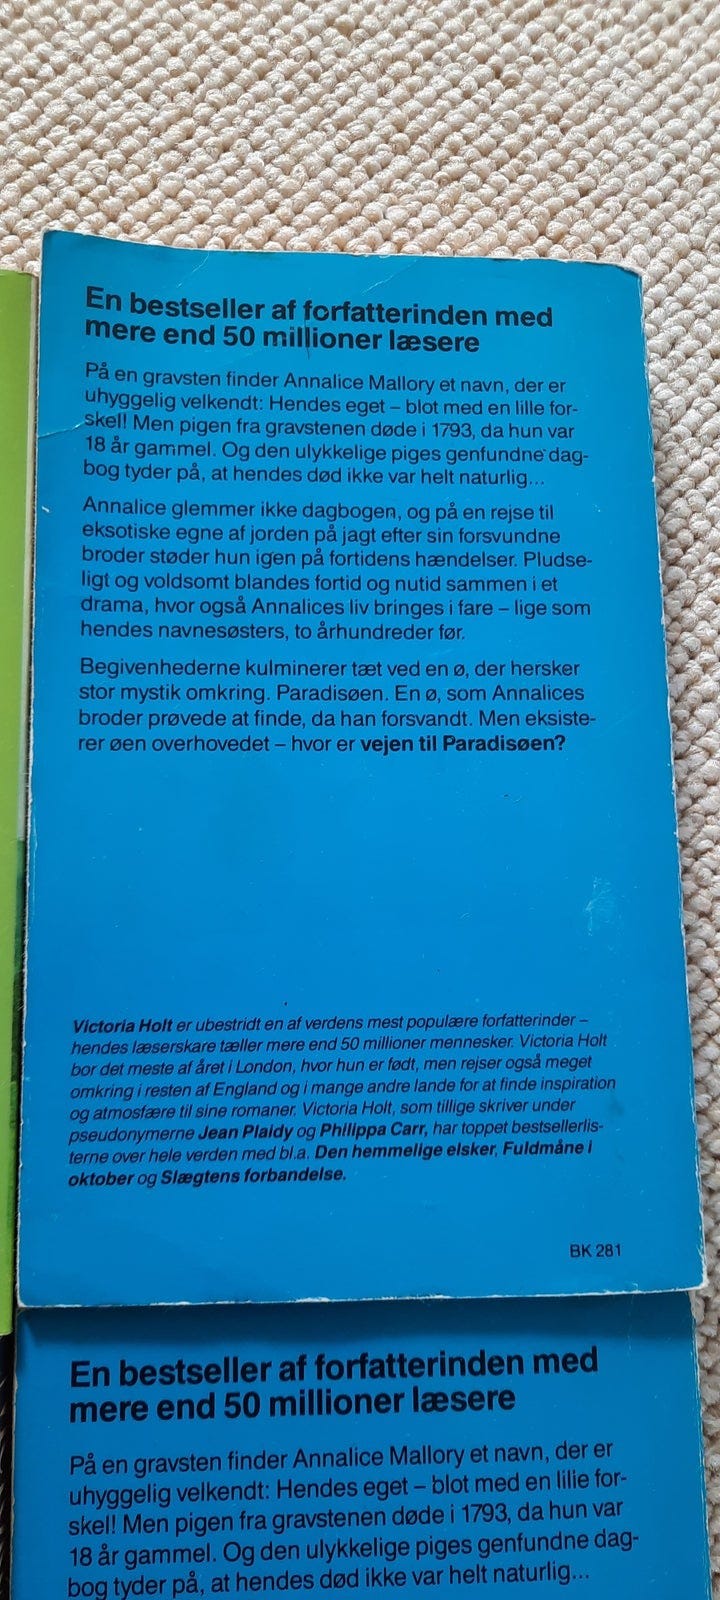 En bestseller af forfatterinden med
mere end 50 millioner læsere
På en gravsten finder Annalice Mallory et navn, der er
uhyggelig velkendt: Hendes eget – blot med en lille for-
skel! Men pigen fra gravstenen døde i 1793, da hun var
18 år gammel. Og den ulykkelige piges genfundne dag-
bog tyder på, at hendes død ikke var helt naturlig...
Annalice glemmer ikke dagbogen, og på en rejse til
eksotiske egne af jorden på jagt efter sin forsvundne
broder støder hun igen på fortidens hændelser. Pludse-
ligt og voldsomt blandes fortid og nutid sammen i et
drama, hvor også Annalices liv bringes i fare – lige som
hendes navnesøsters, to århundreder før.
Begivenhederne kulminerer tæt ved en ø, der hersker
stor mystik omkring. Paradisøen. En ø, som Annalices
broder prøvede at finde, da han forsvandt. Men eksiste-
rer øen overhovedet – hvor er vejen til Paradisøen?
Victoria Holt er ubestridt en af verdens mest populære forfatterinder –
hendes læserskare tæller mere end 50 millioner mennesker. Victoria Holt
bor det meste af året i London, hvor hun er født, men rejser også meget
omkring i resten af England og i mange andre lande for at finde inspiration
og atmosfære til sine romaner. Victoria Holt, som tillige skriver under
pseudonymerne Jean Plaidy og Philippa Carr, har toppet bestsellerlis-
terne over hele verden med bl.a. Den hemmelige elsker, Fuldmåne i
oktober og Slægtens forbandelse.
BK 281
En bestseller af forfatterinden med
mere end 50 millioner læsere
På en gravsten finder Annalice Mallory et navn, der er
uhyggelig velkendt: Hendes eget – blot med en lille for-
skel! Men pigen fra gravstenen døde i 1793, da hun var
18 år gammel. Og den ulykkelige piges genfundne dag-
bog tyder på, at hendes død ikke var helt naturlig...